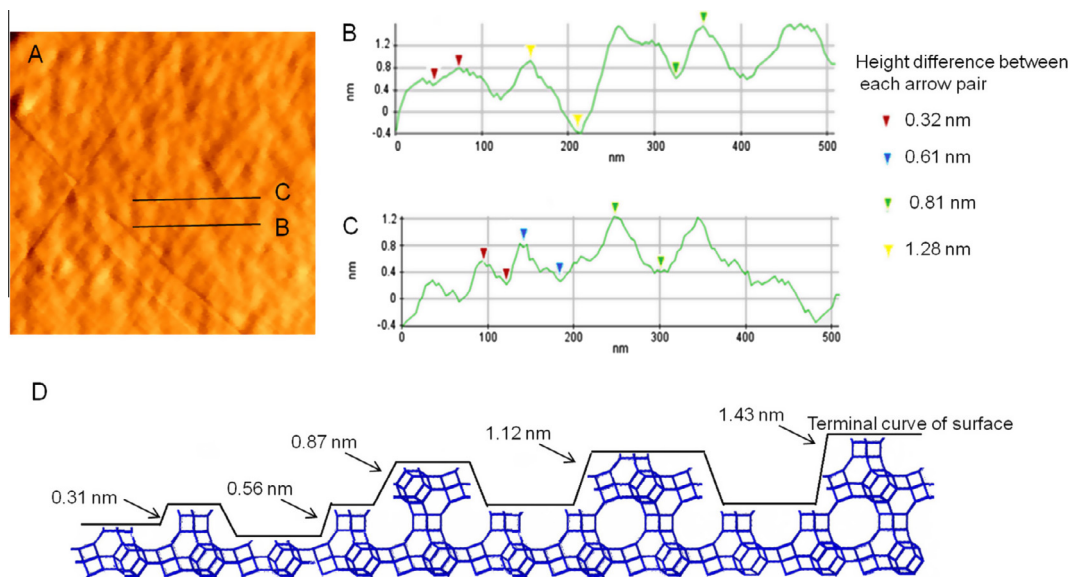 A
C
B
B
1.2
0.8
0.4
0
-0.4
nm
0
100
200
300
400
500
nm
C
1.2
0.8
0.4
0
-0.4
nm
100
200
300
400
500
nm
Height difference between
each arrow pair
0.32 nm
0.61 nm
0.81 nm
1.28 nm
D
0.31 nm
0.56 nm
0.87 nm
1.12 nm
1.43 nm
Terminal curve of surface